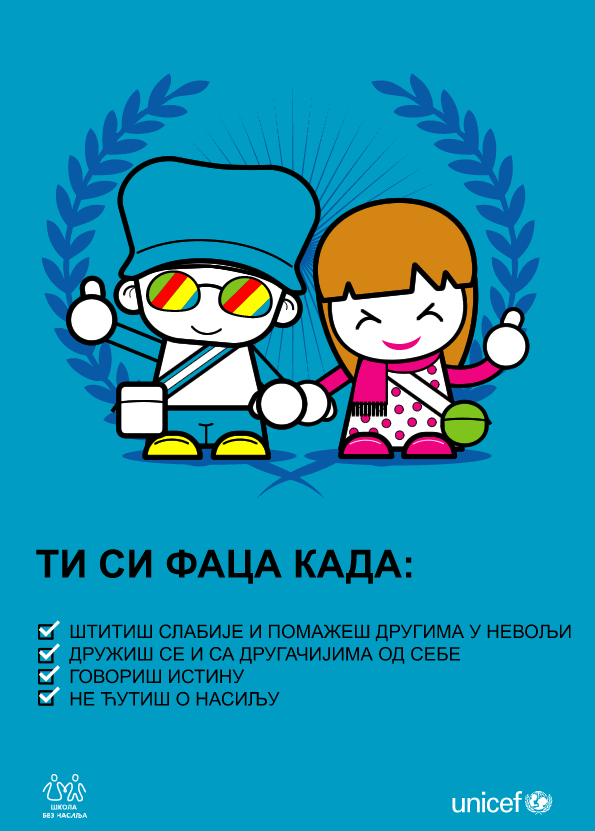 ТИ СИ ФАЦА КАДА:
ШТИТИШ СЛАБИЈЕ И ПОМАЖЕШ ДРУГИМА У НЕВОЉИ
ДРУЖИШ СЕ И СА ДРУГАЧИЈИМА ОД СЕБЕ
ГОВОРИШ ИСТИНУ
НЕ ЋУТИШ О НАСИЉУ
ШКОЛА
БЕЗ НАСИЉА
unicef